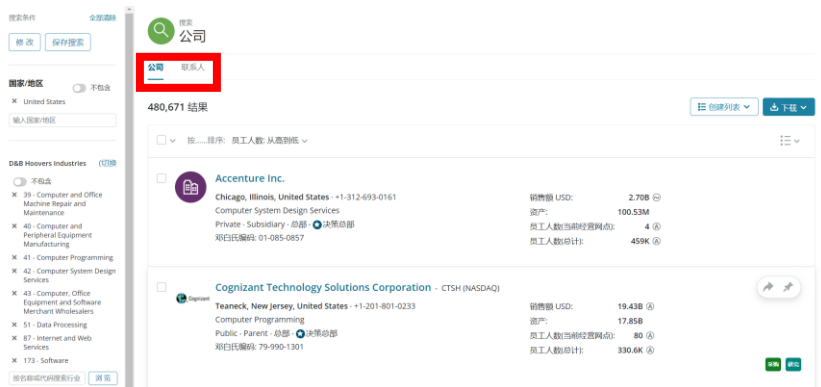 搜索条件 全部清除
修 改 保存搜索
国家/地区 不包含
× United States
输入国家/地区
D&B Hoovers Industries (切换
不包含
× 39 - Computer and Office
Machine Repair and
Maintenance
× 40 - Computer and
Peripheral Equipment
Manufacturing
× 41 - Computer Programming
× 42 - Computer System Design
Services
× 43 - Computer, Office
Equipment and Software
Merchant Wholesalers
× 51 - Data Processing
× 87 - Internet and Web
Services
× 173 - Software
按名称或代码搜索行业 浏 览
搜索
公司
公司 联系人
480,671 结果
创建列表 下载
按......排序: 员工人数: 从高到低
Accenture Inc.
Chicago, Illinois, United States - +1-312-693-0161
Computer System Design Services
Private - Subsidiary - 总部 - 决策总部
邓白氏编码: 01-085-0857
销售额 USD: 2.70B
资产: 100.53M
员工人数(当前经营网点): 4 Ⓐ
员工人数(总计): 459K Ⓐ
Cognizant
Cognizant Technology Solutions Corporation - CTSH (NASDAQ)
Teaneck, New Jersey, United States - +1-201-801-0233
Computer Programming
Public - Parent - 总部 - 决策总部
邓白氏编码: 79-990-1301
销售额 USD: 19.43B Ⓐ
资产: 17.85B
员工人数(当前经营网点): 80 Ⓐ
员工人数(总计): 330.6K Ⓐ
采购 研究